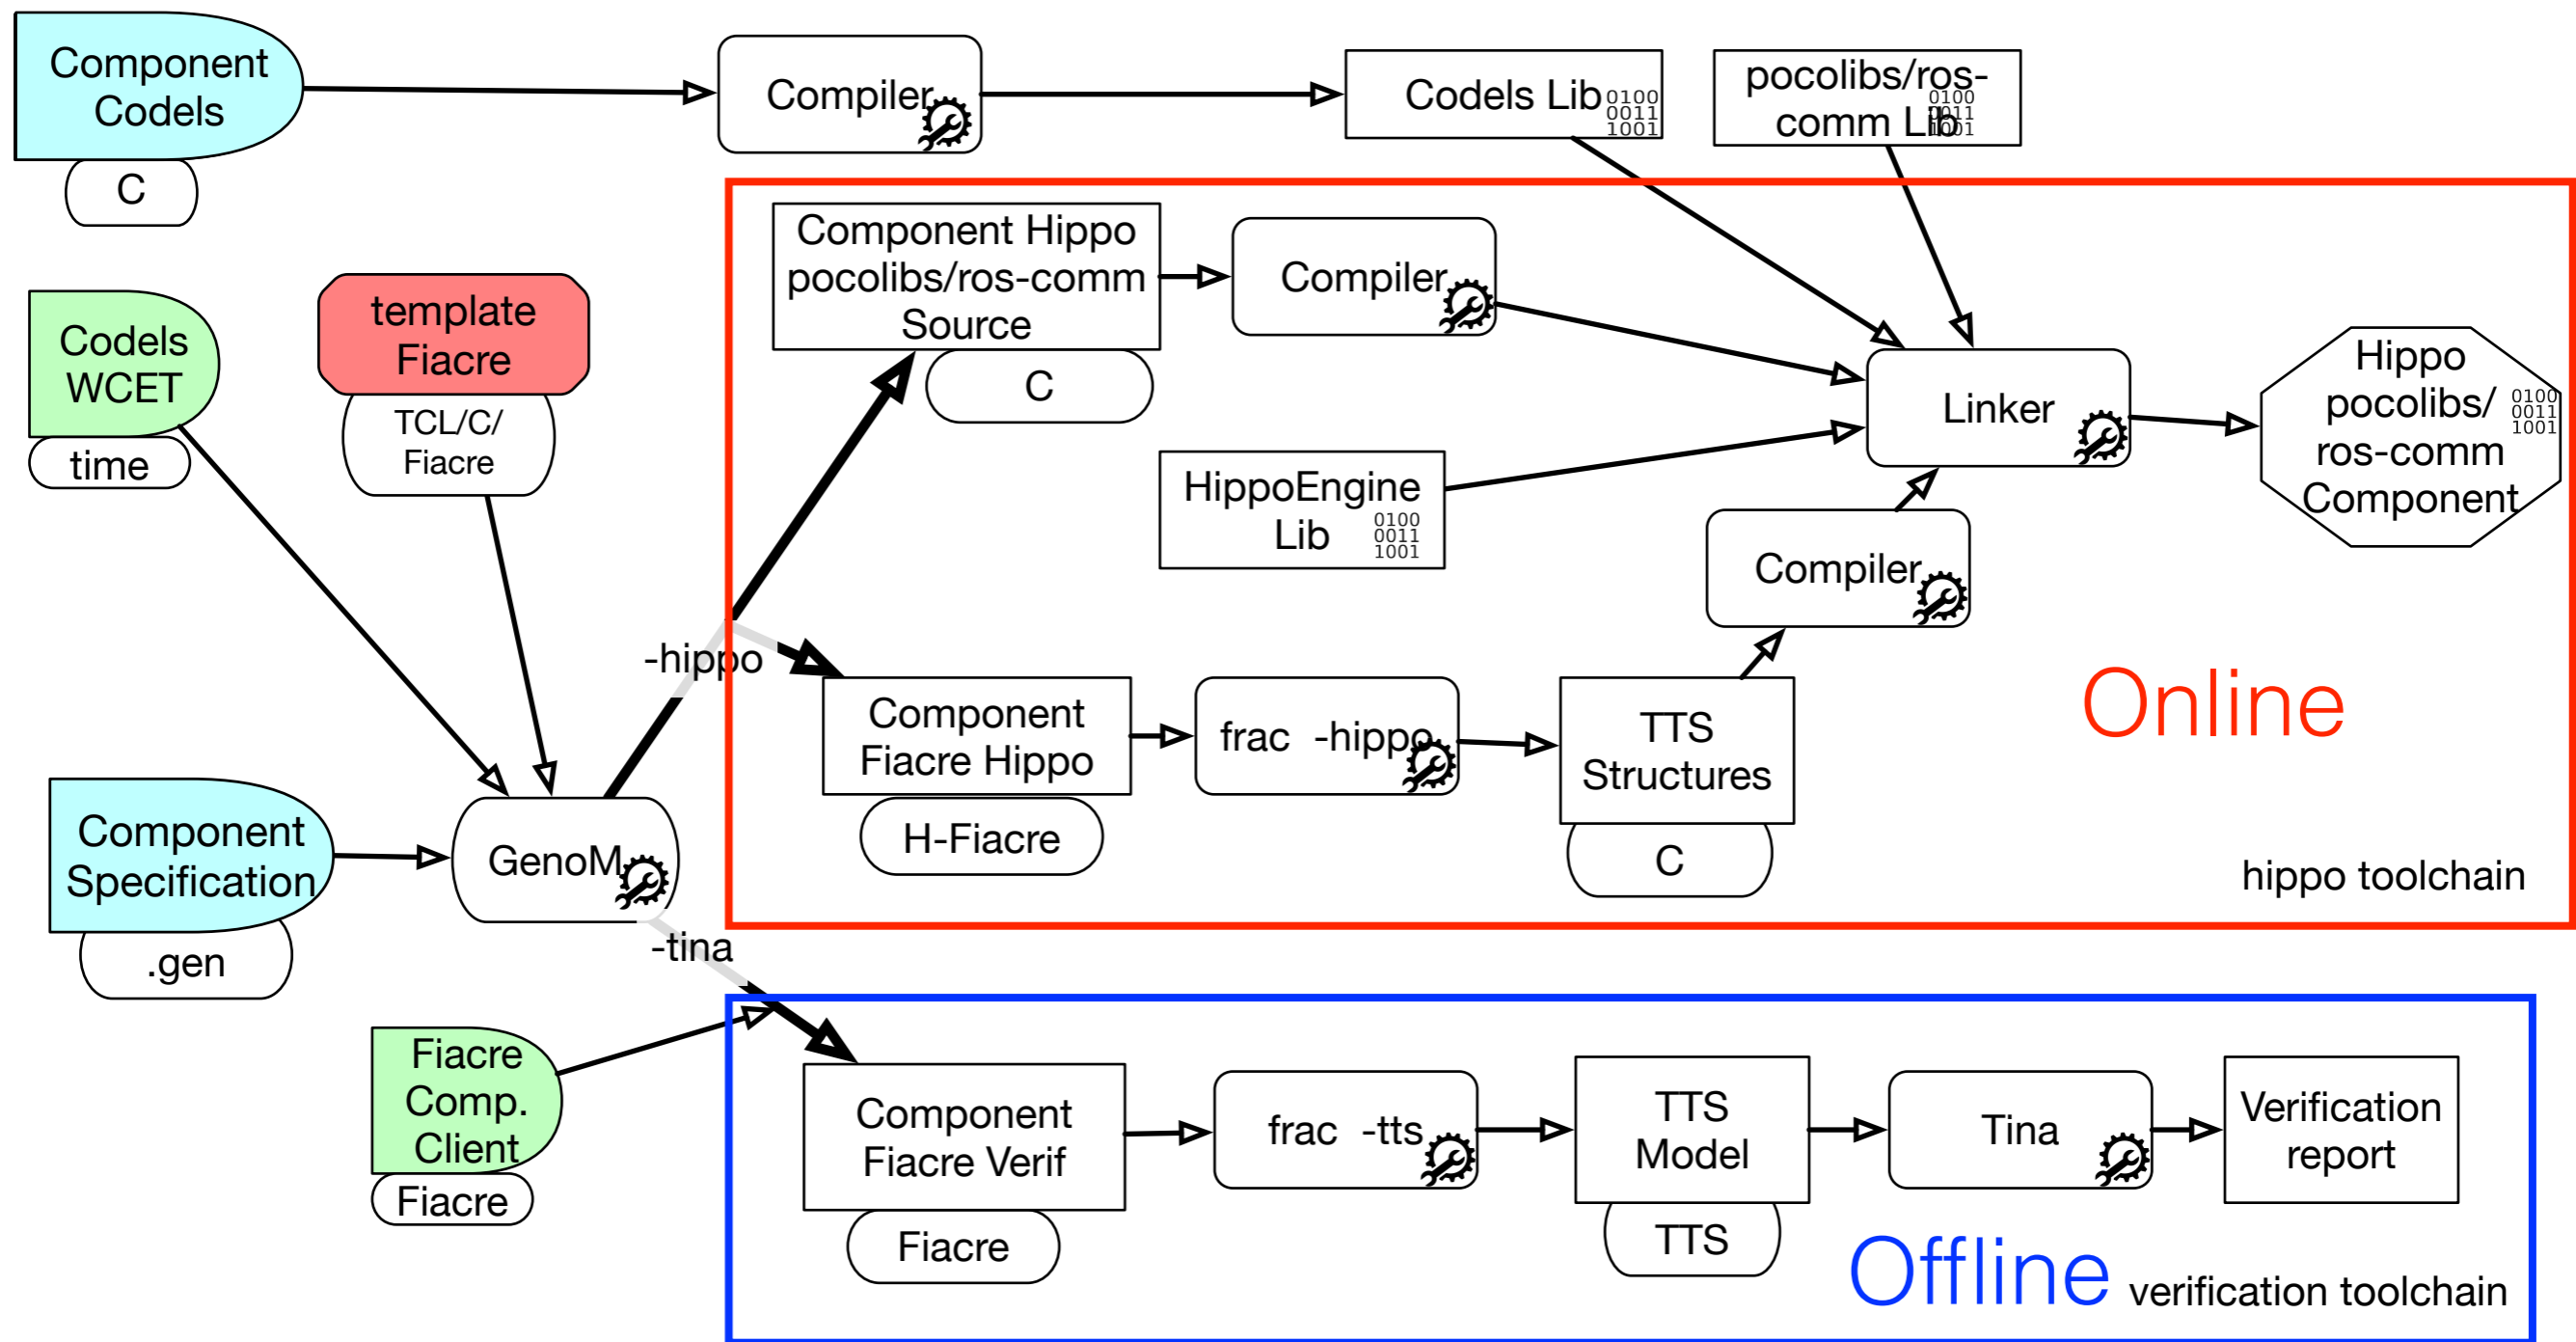 Component
Codels
C
Compiler
Codels Lib
0100
0011
1001
pocolibs/ros-
comm Lib
0100
0011
1001
Component Hippo
pocolibs/ros-comm
Source
C
Compiler
Codels
WCET
time
template
Fiacre
TCL/C/
Fiacre
Linker
Hippo
pocolibs/
ros-comm
Component
0100
0011
1001
HippoEngine
Lib
0100
0011
1001
Compiler
-hippo
Component
Fiacre Hippo
H-Fiacre
frac -hippo
TTS
Structures
C
Online
hippo toolchain
Component
Specification
.gen
GenoM
-tina
Fiacre
Comp.
Client
Fiacre
Component
Fiacre Verif
Fiacre
frac -tts
TTS
Model
TTS
Tina
Verification
report
Offline verification toolchain